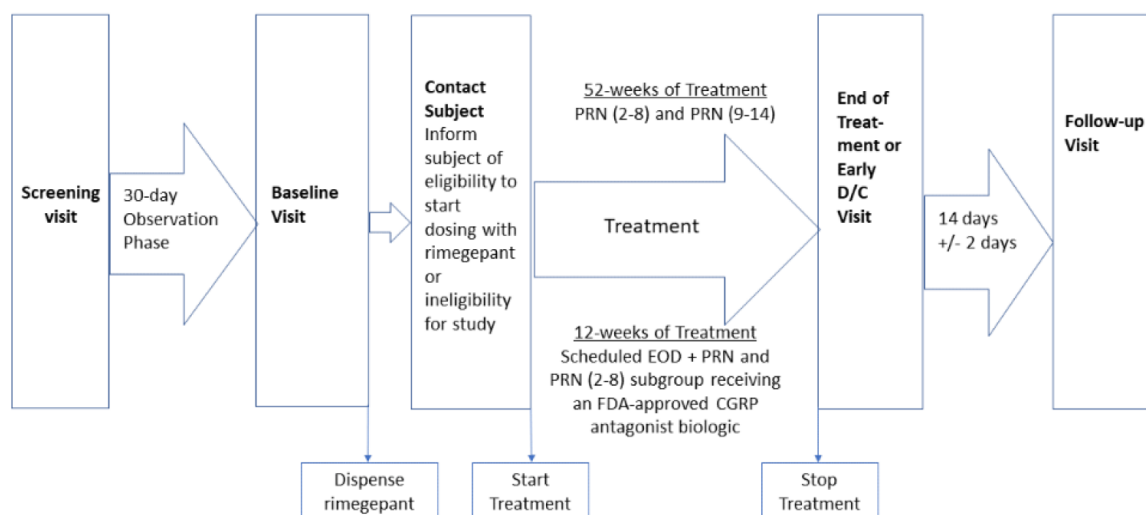 Screening
visit
30-day
Observation
Phase
Baseline
Visit
Contact
Subject
Inform
subject of
eligibility to
start
dosing with
rimegepant
or
ineligibility
for study
52-weeks of Treatment
PRN (2-8) and PRN (9-14)
Treatment
12-weeks of Treatment
Scheduled EOD + PRN and
PRN (2-8) subgroup receiving
an FDA-approved CGRP
antagonist biologic
End of
Treat-
ment or
Early
D/C
Visit
14 days
+/- 2 days
Follow-up
Visit
Dispense
rimegepant
Start
Treatment
Stop
Treatment